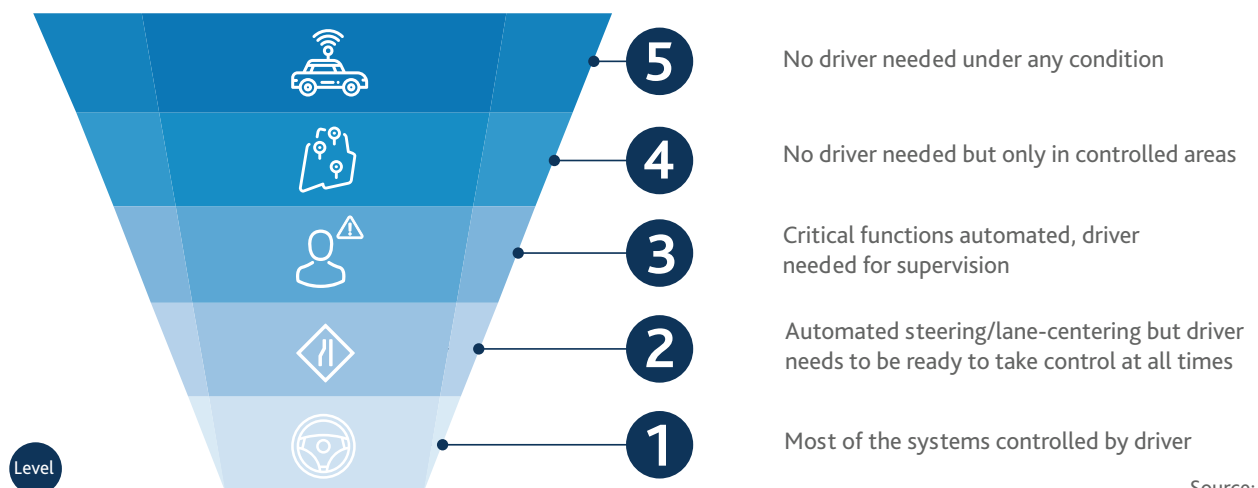 5
No driver needed under any condition
4
No driver needed but only in controlled areas
3
Critical functions automated, driver
needed for supervision
2
Automated steering/lane-centering but driver
needs to be ready to take control at all times
1
Most of the systems controlled by driver
Level
Source: